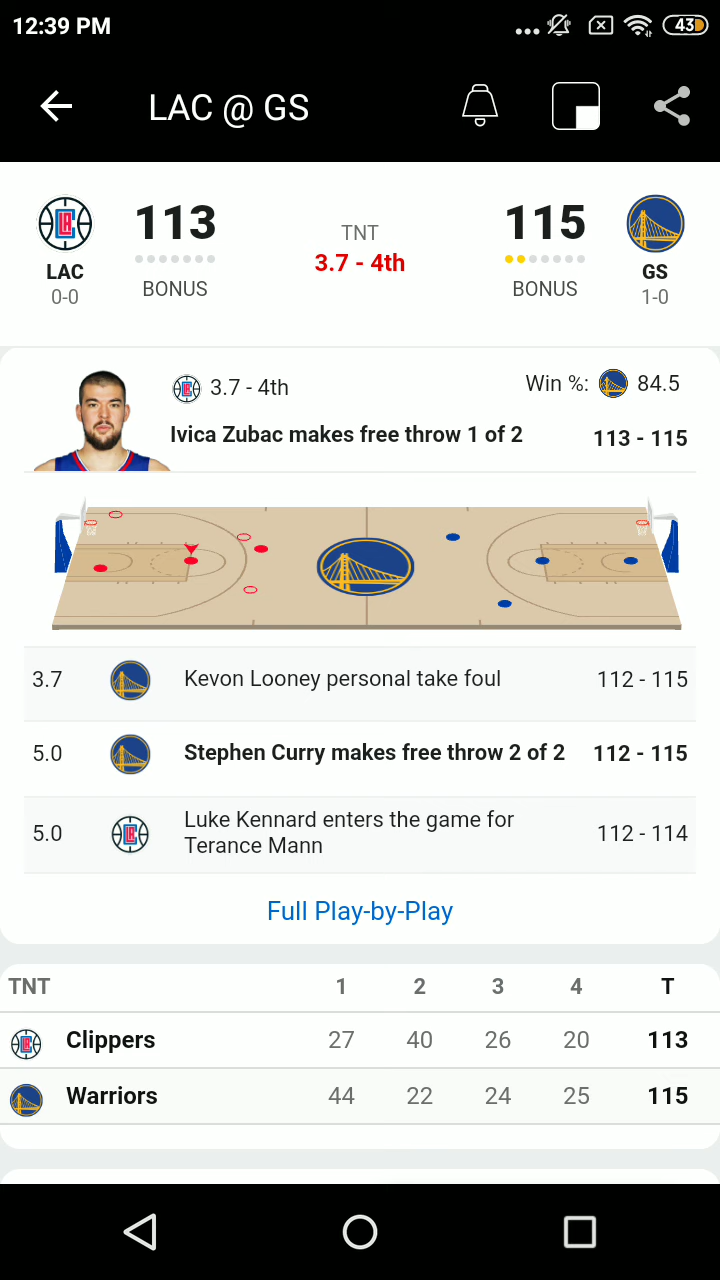 12:39 PM
43
LAC @ GS
113
115
TNT
3.7 - 4th
LAC
0-0
BONUS
BONUS
GS
1-0
3.7 - 4th
Win %: 84.5
Ivica Zubac makes free throw 1 of 2
113 - 115
3.7
Kevon Looney personal take foul
112 - 115
5.0
Stephen Curry makes free throw 2 of 2
112 - 115
5.0
Luke Kennard enters the game for
Terance Mann
112 - 114
Full Play-by-Play
TNT 1 2 3 4 T
Clippers 27 40 26 20 113
Warriors 44 22 24 25 115